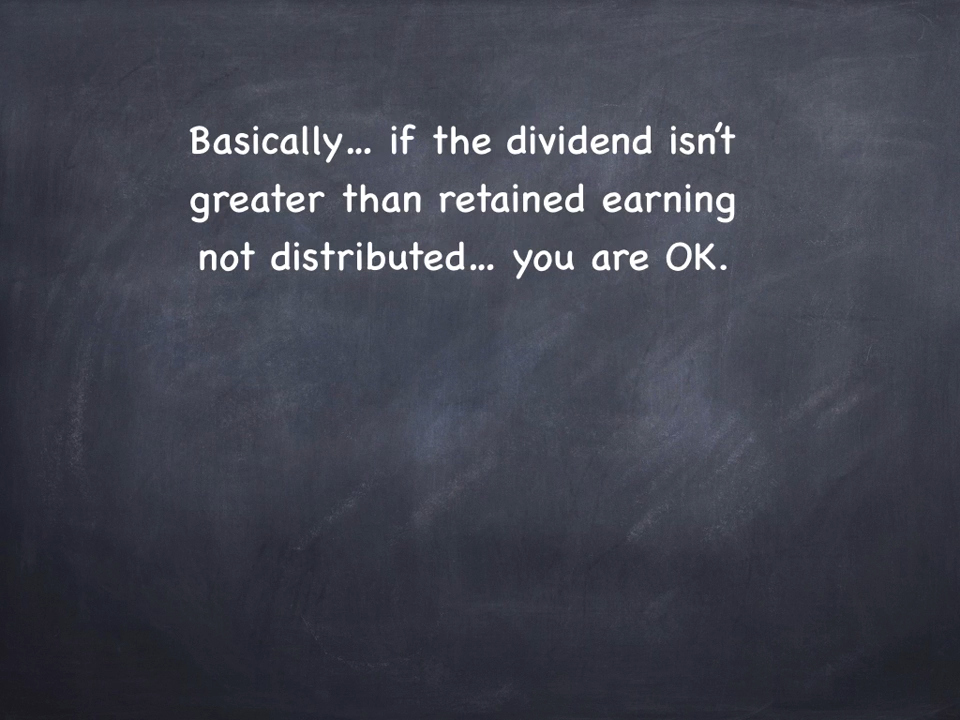 Basically… if the dividend isn't
greater than retained earning
not distributed… you are OK.